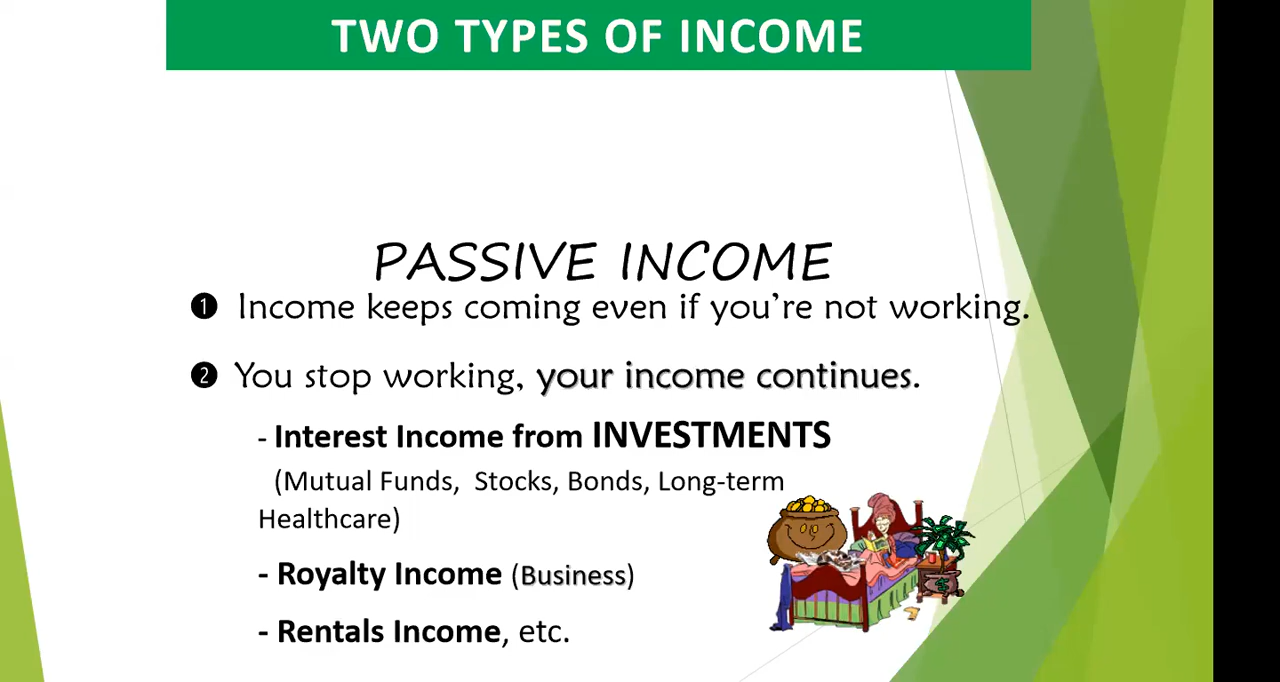 TWO TYPES OF INCOME
PASSIVE INCOME
❶ Income keeps coming even if you’re not working.
❷ You stop working, your income continues.
- Interest Income from INVESTMENTS
(Mutual Funds, Stocks, Bonds, Long-term
Healthcare)
- Royalty Income (Business)
- Rentals Income, etc.
$